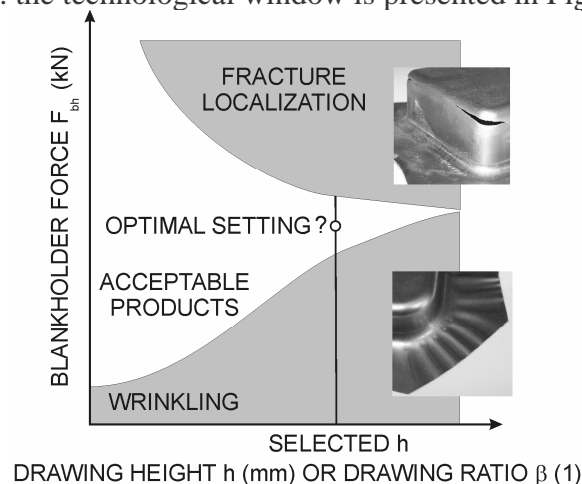 . the technological window is presented in Fig
BLANKHOLDER FORCE F bh (kN)
FRACTURE
LOCALIZATION
OPTIMAL SETTING?
ACCEPTABLE
PRODUCTS
WRINKLING
SELECTED h
DRAWING HEIGHT h (mm) OR DRAWING RATIO β (1)